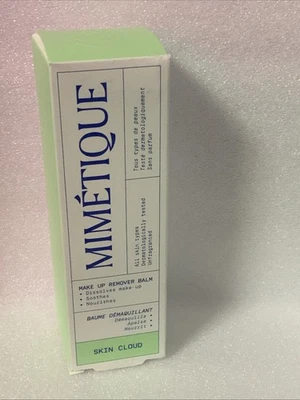 MIMÉTIQUE
Tous types de peaux
Testé dermatologiquement
Sans parfum
All skin types
Dermatologically tested
Unfragranced
MAKE UP REMOVER BALM
• Dissolves make-up
• Soothes
• Nourishes
BAUME DÉMAQUILLANT
Démaquille •
Apaise •
Nourrit •
SKIN CLOUD